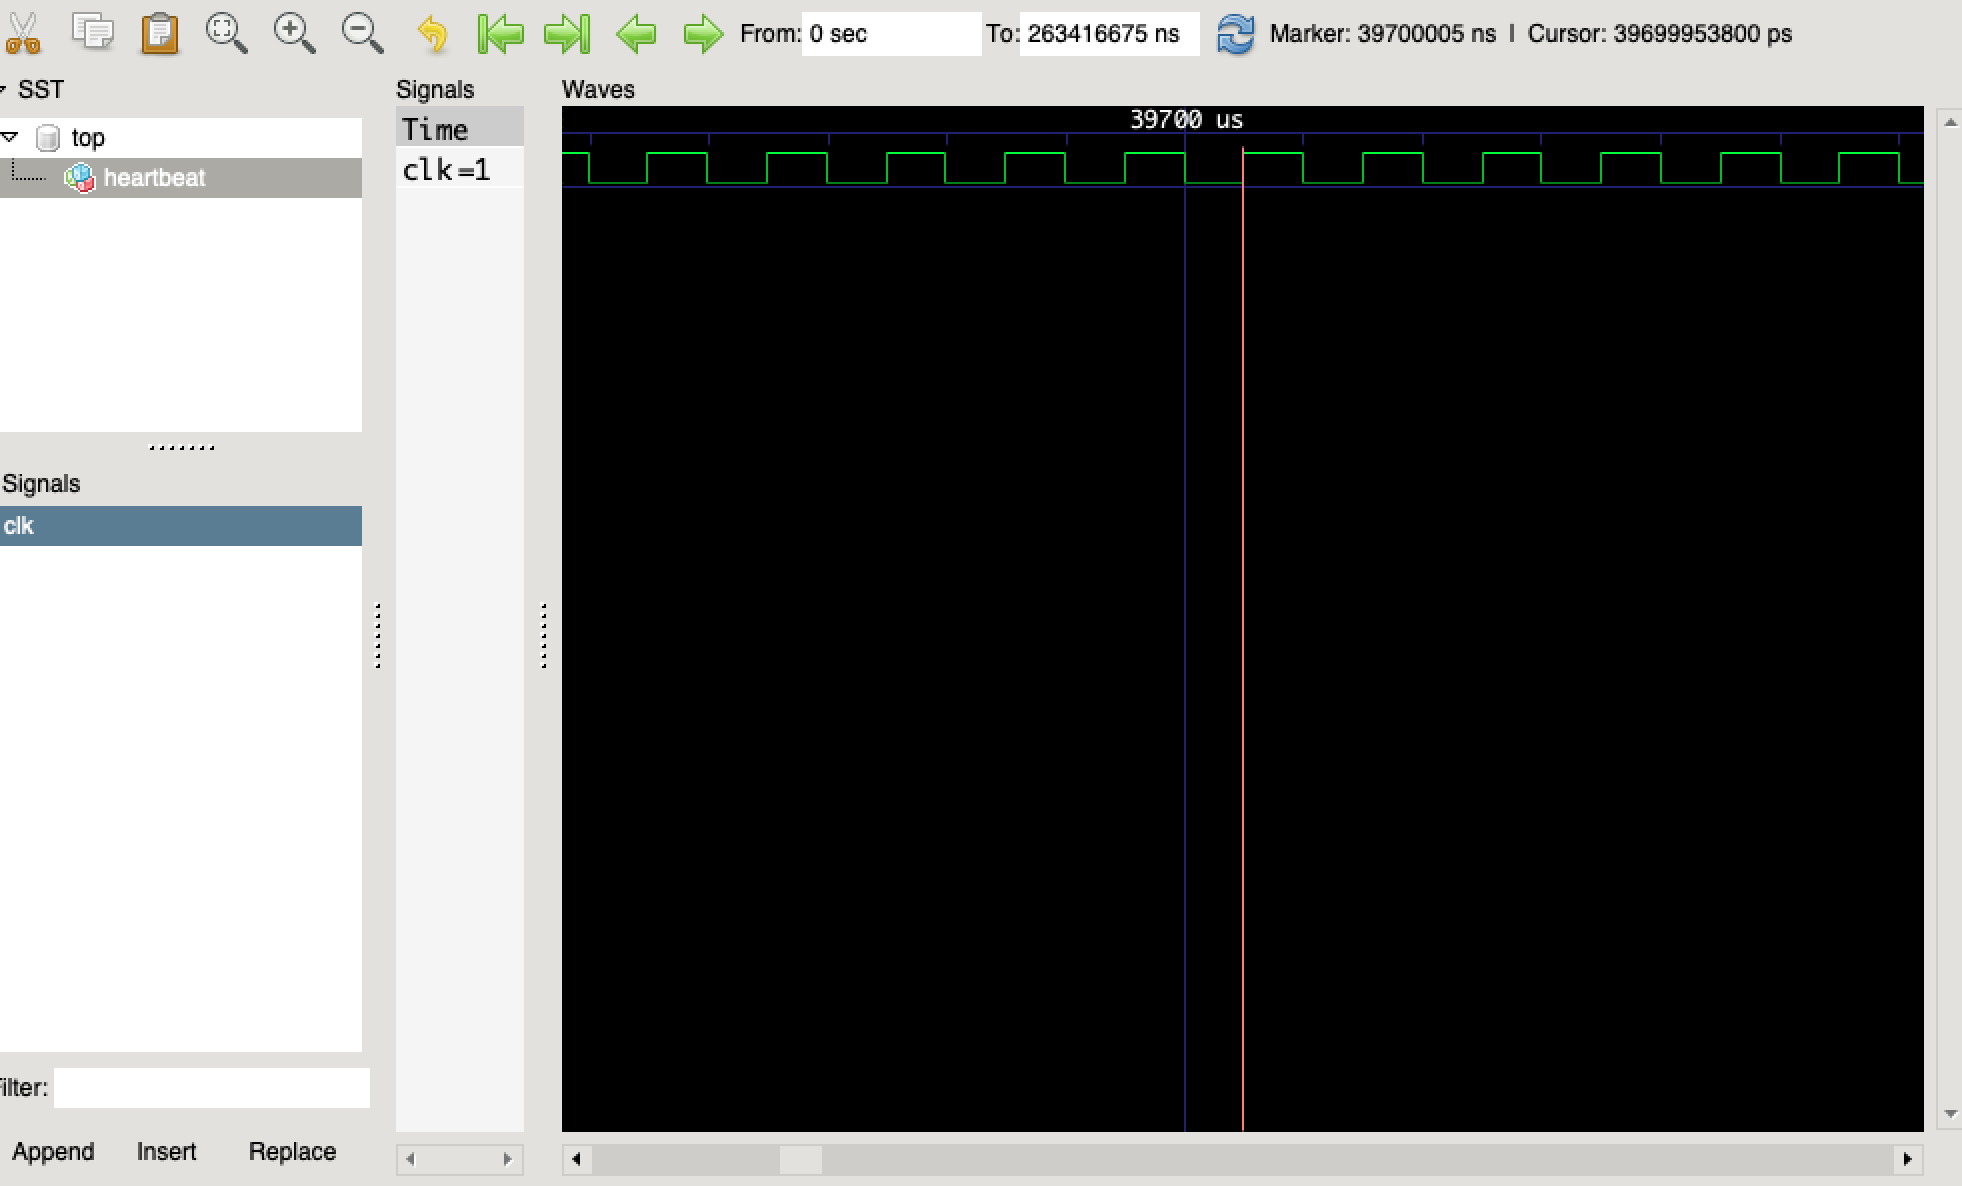 From: 0 sec To: 263416675 ns Marker: 39700005 ns | Cursor: 39699953800 ps
SST
top
heartbeat
Signals
clk
ilter:
Append Insert Replace
Signals
Time
clk=1
Waves
39700 us